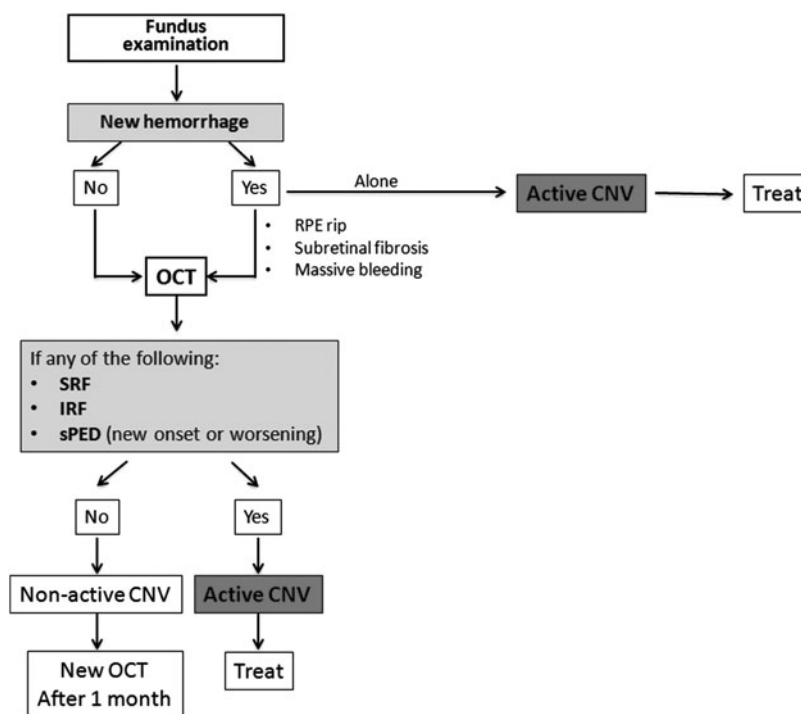 Fundus
examination
New hemorrhage
No
Yes
Alone
Active CNV
Treat
• RPE rip
• Subretinal fibrosis
• Massive bleeding
OCT
If any of the following:
• SRF
• IRF
• sPED (new onset or worsening)
No
Yes
Non-active CNV
Active CNV
New OCT
After 1 month
Treat